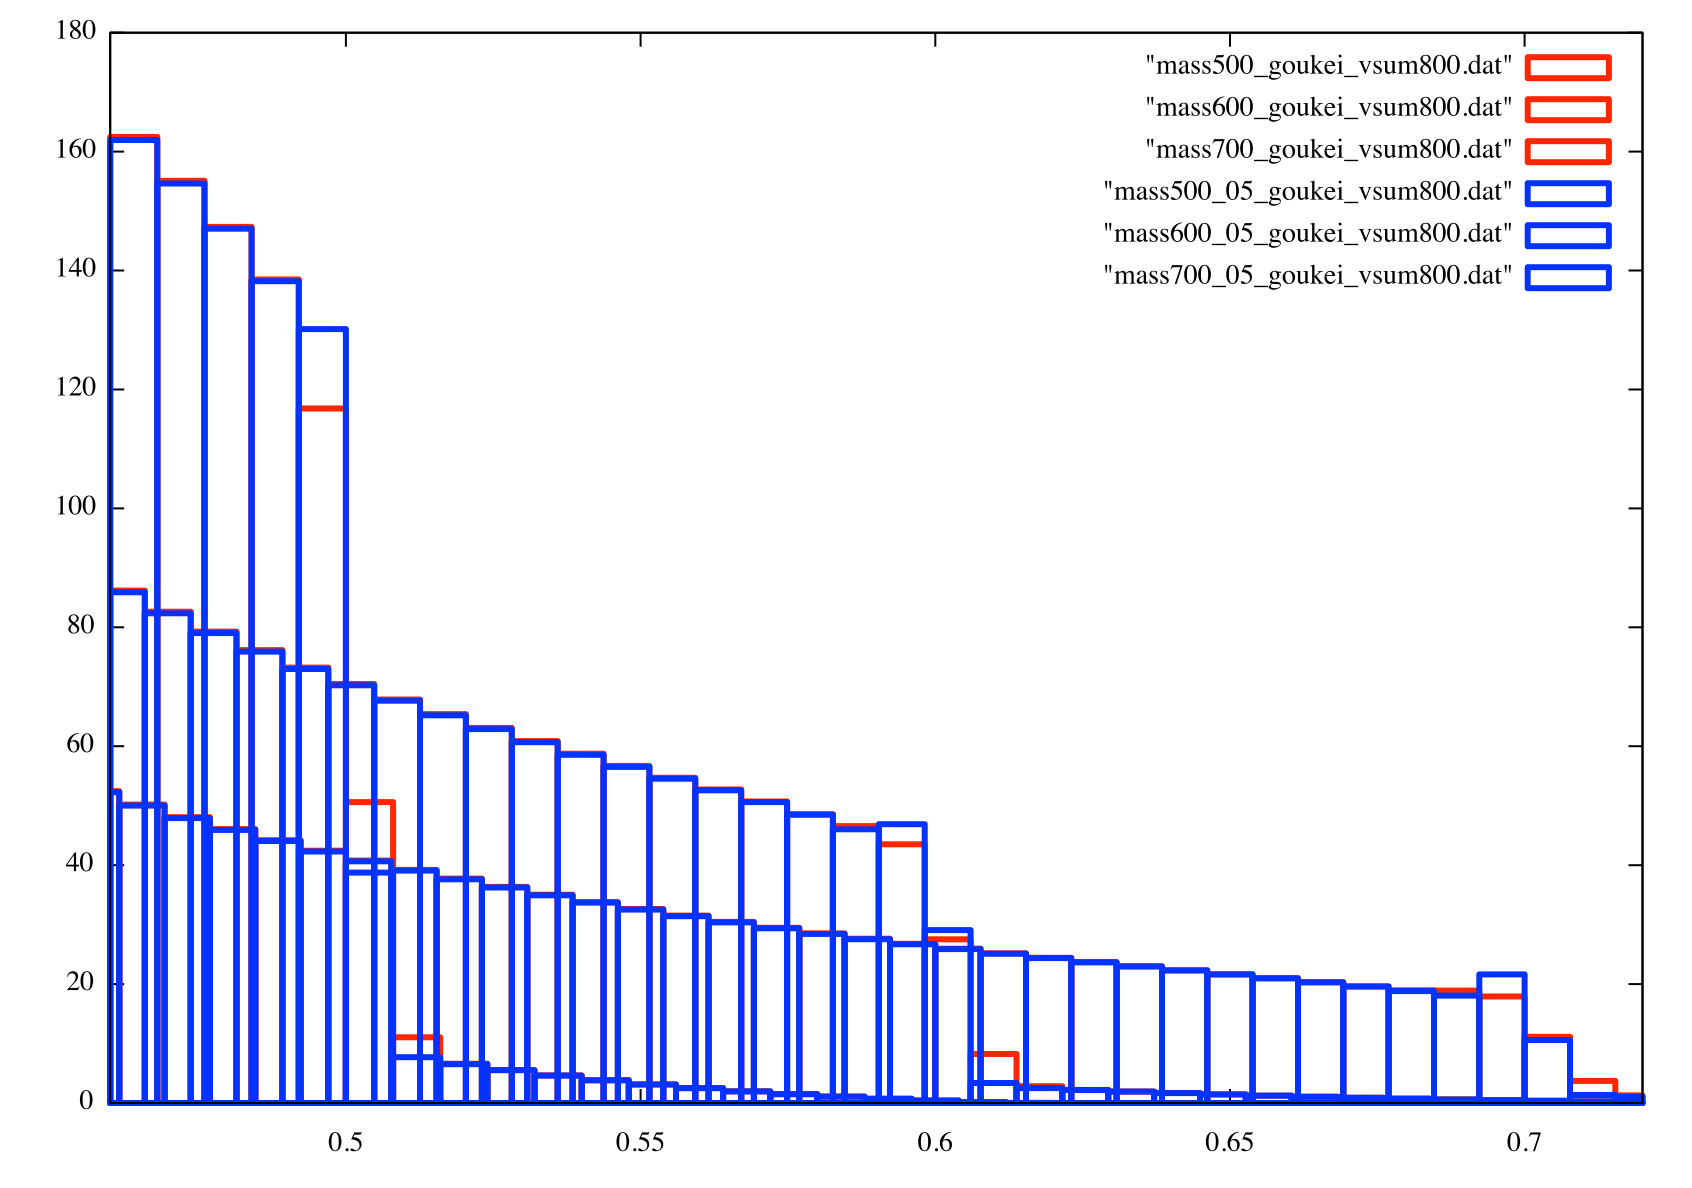 180
160
140
120
100
80
60
40
20
0
0.5 0.55 0.6 0.65 0.7
"mass500_goukei_vsum800.dat"
"mass600_goukei_vsum800.dat"
"mass700_goukei_vsum800.dat"
"mass500_05_goukei_vsum800.dat"
"mass600_05_goukei_vsum800.dat"
"mass700_05_goukei_vsum800.dat"